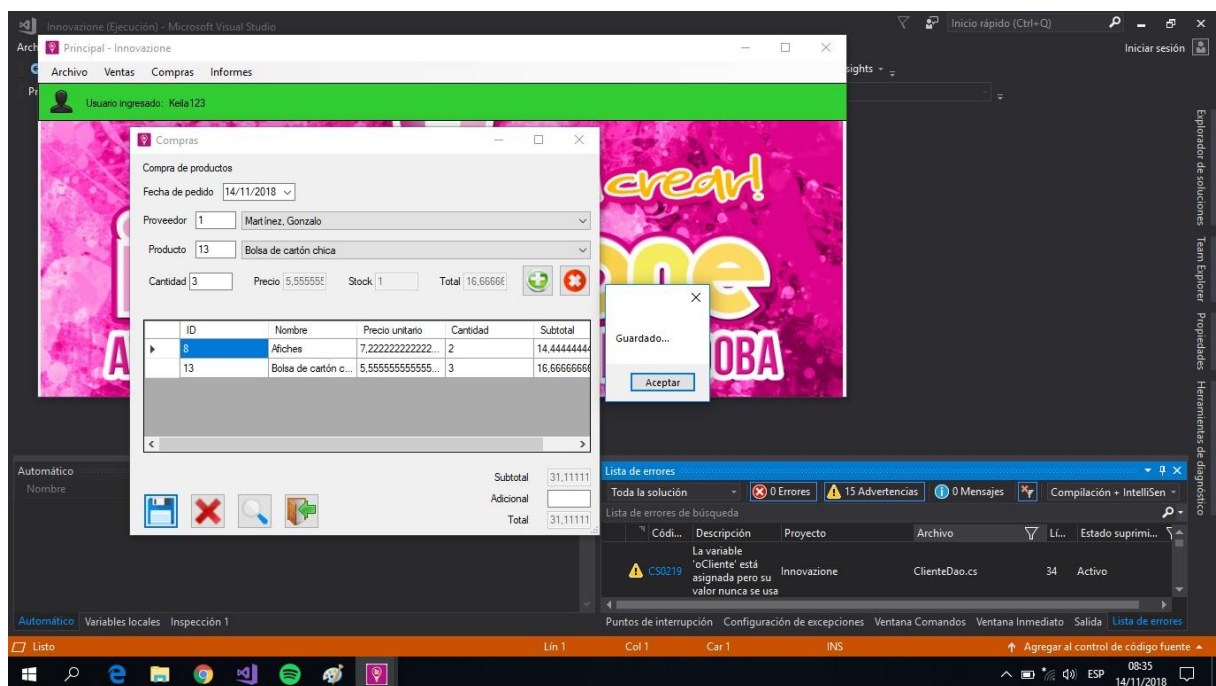 Innovazione (Ejecución) - Microsoft Visual Studio
Inicio rápido (Ctrl+Q)
Arch
Principal - Innovazione
Iniciar sesión
Archivo Ventas Compras Informes
sights
Pr
Usuario ingresado: Keila123
crear!
one
A
DOBA
Compras
Compra de productos
Fecha de pedido 14/11/2018
Proveedor 1 Martínez, Gonzalo
Producto 13 Bolsa de cartón chica
Cantidad 3 Precio 5,555555 Stock 1 Total 16,66666
ID Nombre Precio unitario Cantidad Subtotal
8 Afiches 7,222222222222... 2 14,44444444
13 Bolsa de cartón c... 5,555555555555... 3 16,66666666
Subtotal 31,11111
Adicional
Total 31,11111
Guardado...
Aceptar
Explorador de soluciones
Team Explorer
Propiedades
Herramientas de diagnóstico
Automático
Nombre
Lista de errores
Toda la solución 0 Errores 15 Advertencias 0 Mensajes Compilación + IntelliSen
Lista de errores de búsqueda
Códi... Descripción Proyecto Archivo Lí... Estado suprimi...
La variable
'oCliente' está
CS0219 asignada pero su Innovazione ClienteDao.cs 34 Activo
valor nunca se usa
Automático Variables locales Inspección 1
Puntos de interrup... Configuración de excepciones Ventana Comandos Ventana Inmediato Salida Lista de errores
Listo Lín 1 Col 1 Car 1 INS Agregar al control de código fuente
ESP 08:35
14/11/2018